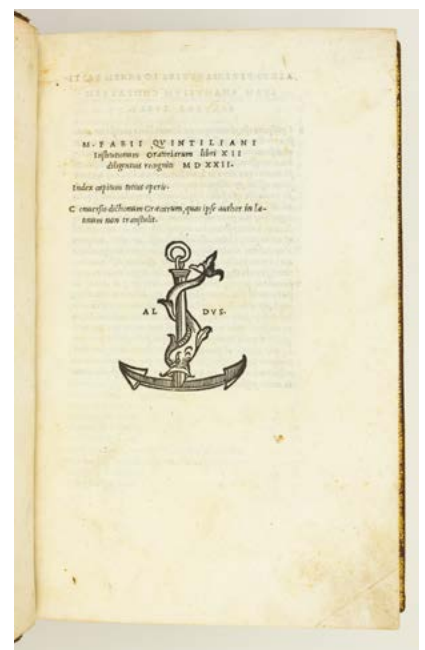 M. FABII QVINTILIANI
Institutionum oratoriarum libri XII
diligentius recogniti MDXXII.
Index capitum totius operis.
Conuersio dictionum Græcarum, quas ipse author in la-
tinum non transtulit.
AL DVS.